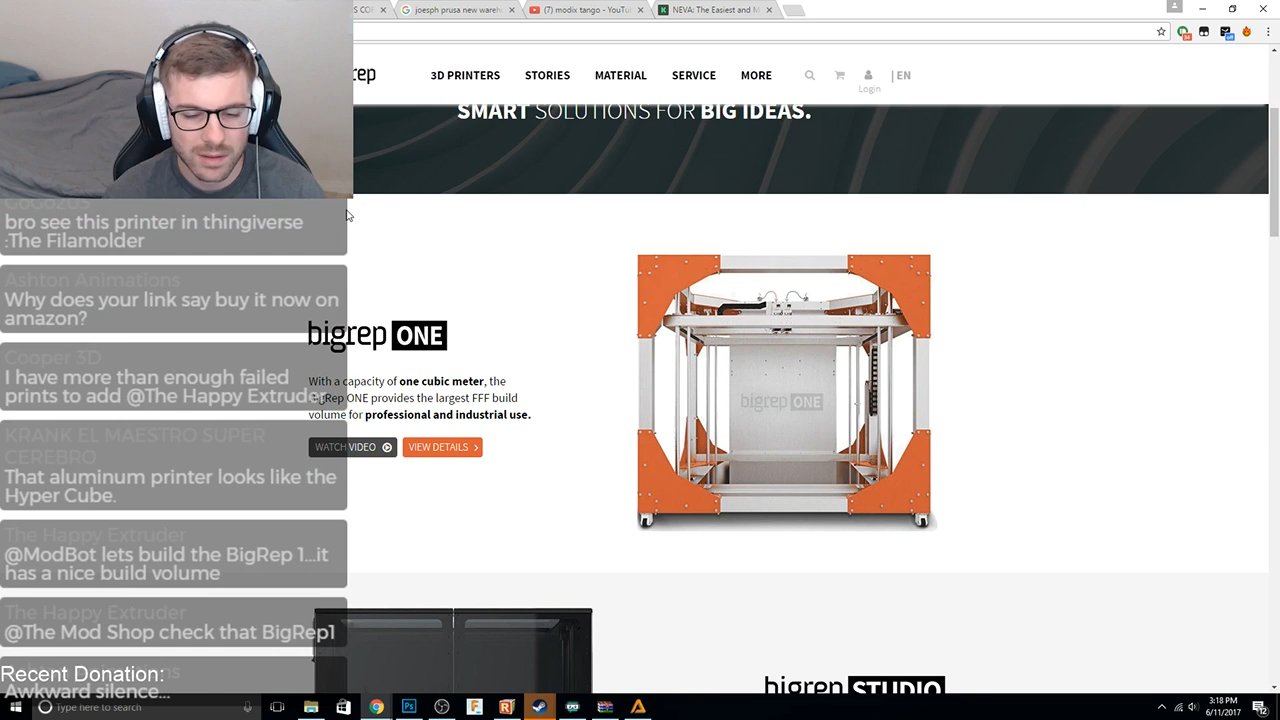 joesph prusa new wareh
(7) modix tango - YouTu
NEVA: The Easiest and M
3D PRINTERS
STORIES
MATERIAL
SERVICE
MORE
Login
| EN
SMART SOLUTIONS FOR BIG IDEAS.
bro see this printer in thingiverse
:The Filamolder
Ashton Animations
Why does your link say buy it now on
amazon?
Cooper 3D
I have more than enough failed
prints to add @The Happy Extruder
KRANK EL MAESTRO SUPER
CEREBRO
That aluminum printer looks like the
Hyper Cube.
The Happy Extruder
@ModBot lets build the BigRep 1...it
has a nice build volume
The Happy Extruder
@The Mod Shop check that BigRep1
Recent Donation:
Awkward silence...
bigrep ONE
With a capacity of one cubic meter, the
BigRep ONE provides the largest FFF build
volume for professional and industrial use.
WATCH VIDEO
VIEW DETAILS
bigrep ONE
bigrep STUDIO
Type here to search
3:18 PM
6/11/2017